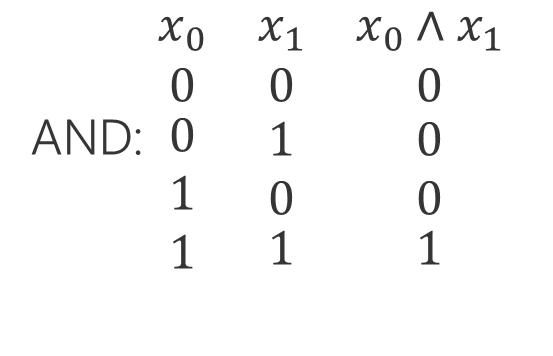 x₀ x₁ x₀ ∧ x₁
0 0 0
AND: 0 1 0
1 0 0
1 1 1